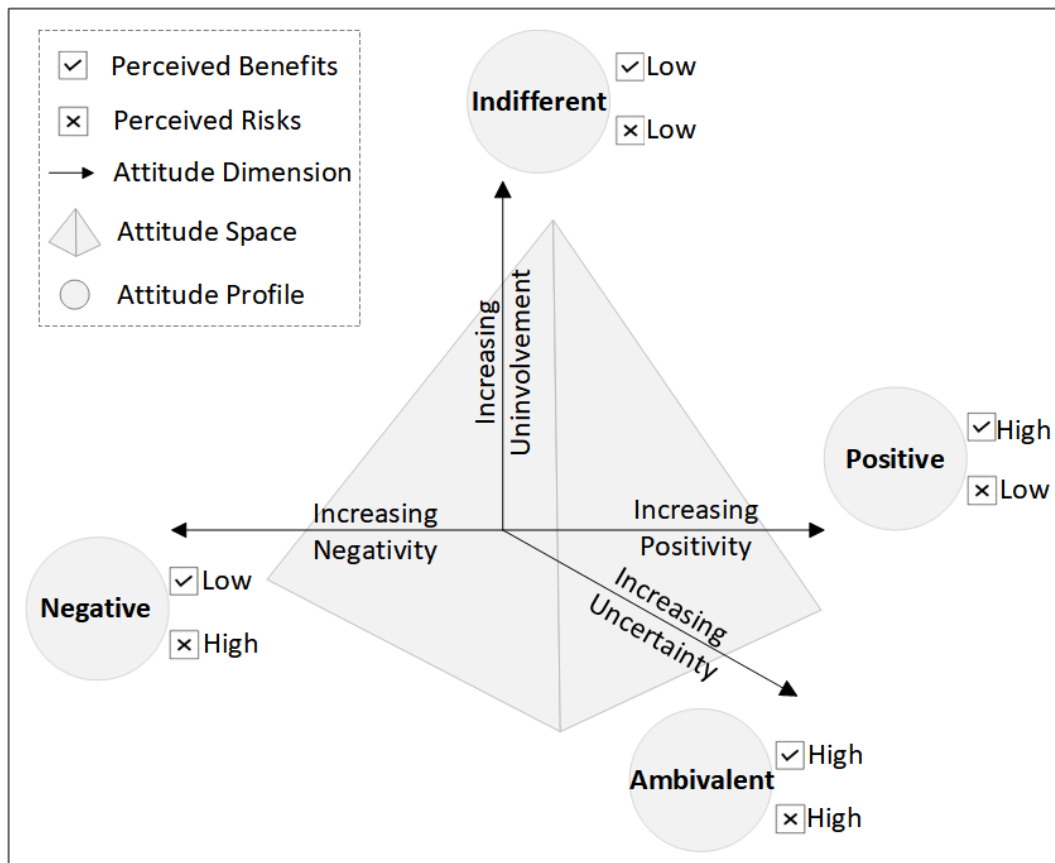 Perceived Benefits
Perceived Risks
Attitude Dimension
Attitude Space
Attitude Profile
Indifferent
Low
Low
Increasing
Uninvolvement
Positive
High
Low
Increasing
Negativity
Increasing
Positivity
Increasing
Uncertainty
Negative
Low
High
Ambivalent
High
High